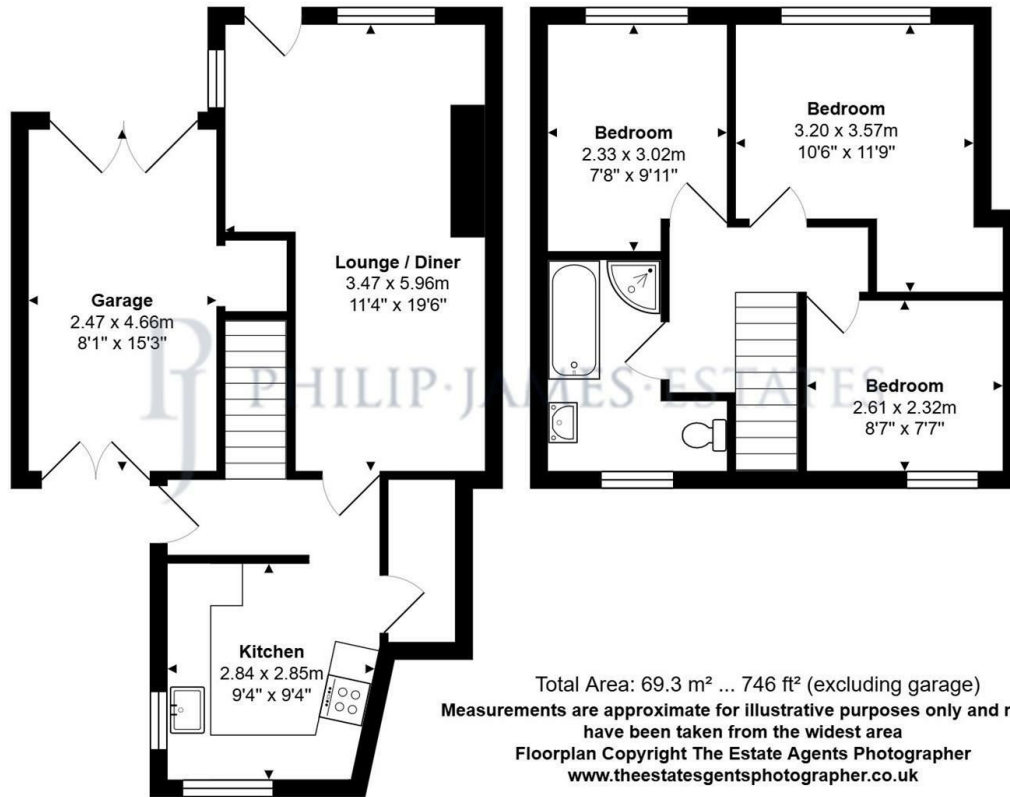 Bedroom
2.33 x 3.02m
7'8" x 9'11"
Bedroom
3.20 x 3.57m
10'6" x 11'9"
Lounge / Diner
3.47 x 5.96m
11'4" x 19'6"
Garage
2.47 x 4.66m
8'1" x 15'3"
PJ PHILIP·JAMES·ESTATES
Bedroom
2.61 x 2.32m
8'7" x 7'7"
Kitchen
2.84 x 2.85m
9'4" x 9'4"
Total Area: 69.3 m² ... 746 ft² (excluding garage)
Measurements are approximate for illustrative purposes only and
have been taken from the widest area
Floorplan Copyright The Estate Agents Photographer
www.theestatesgentsphotographer.co.uk